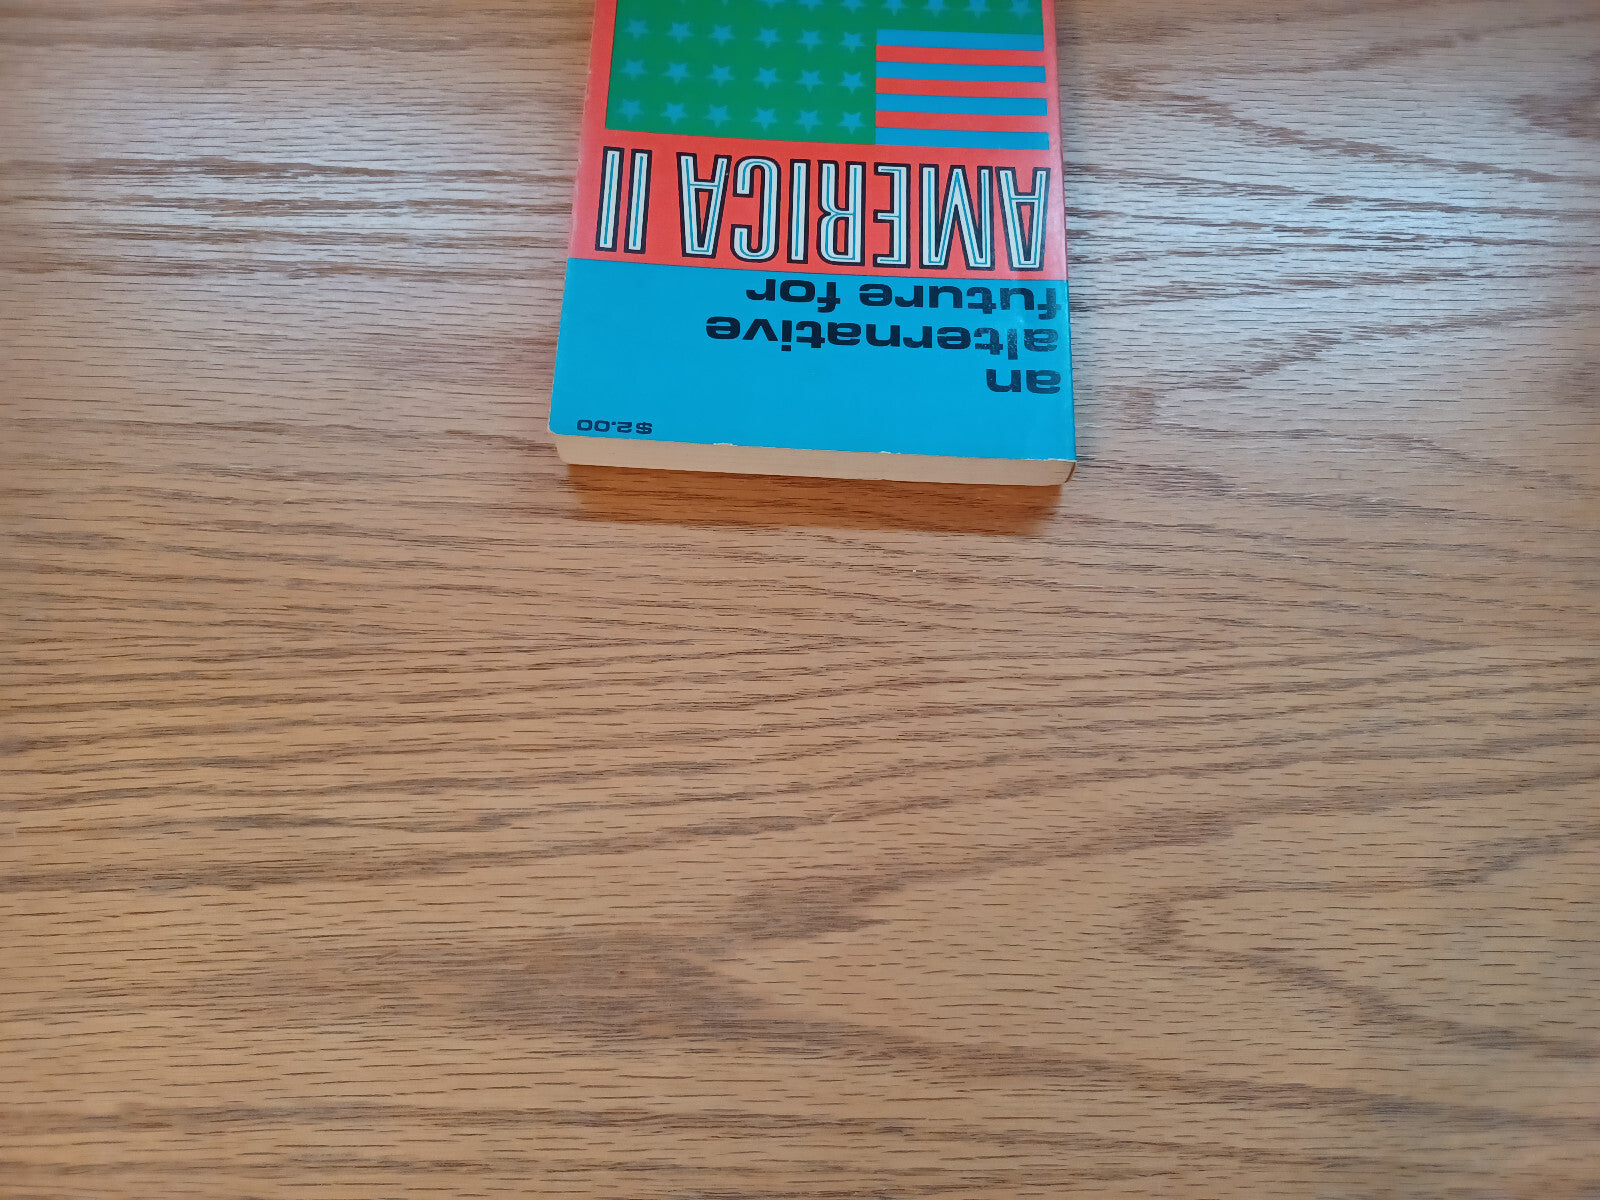 $2.00
an
alternative
future for
AMERICA II